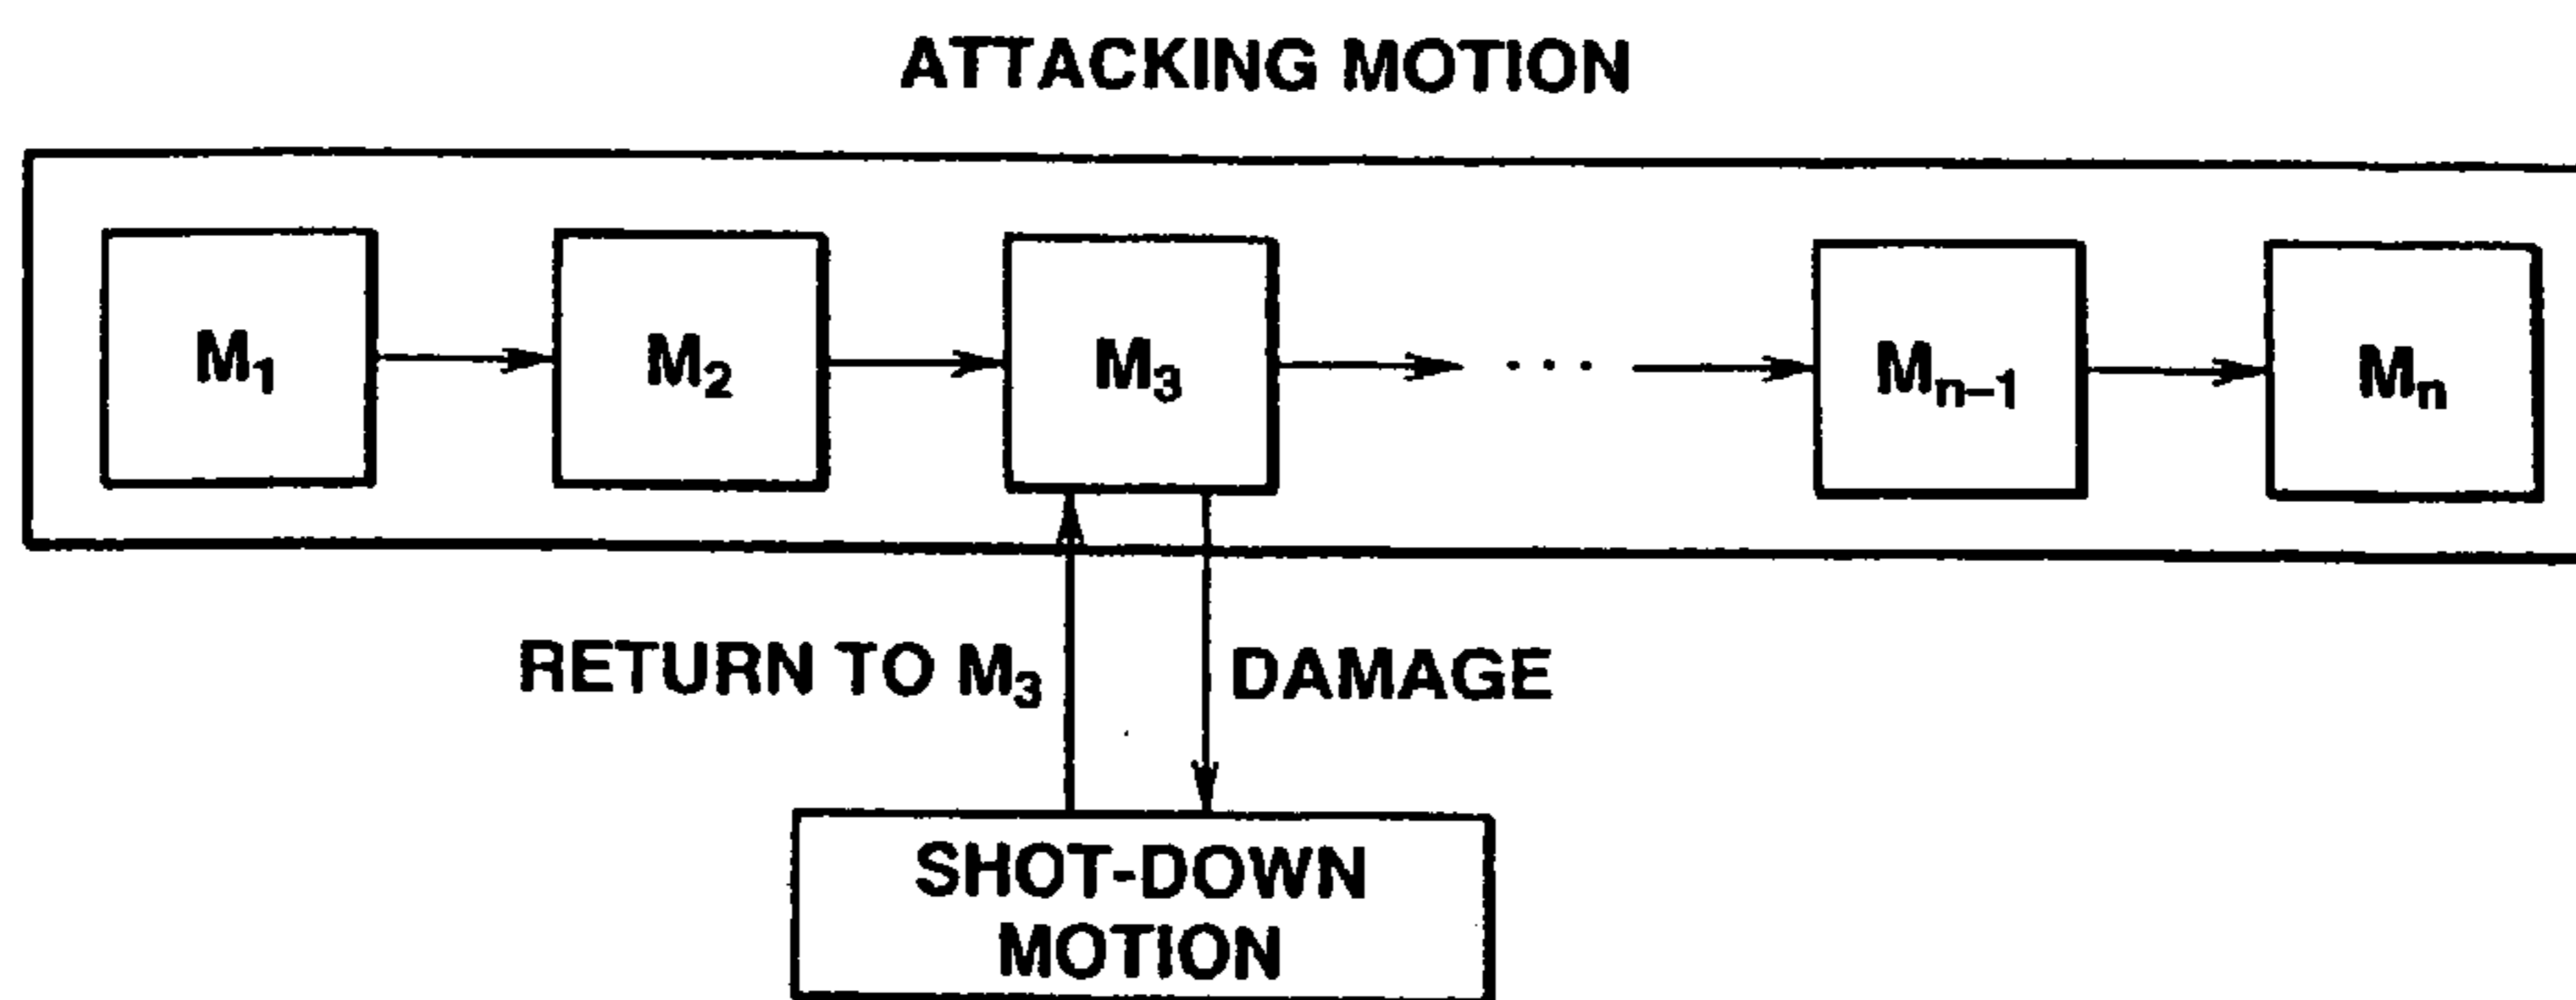 ATTACKING MOTION
M₁ M₂ M₃ ··· Mₙ₋₁ Mₙ
RETURN TO M₃ DAMAGE
SHOT-DOWN
MOTION